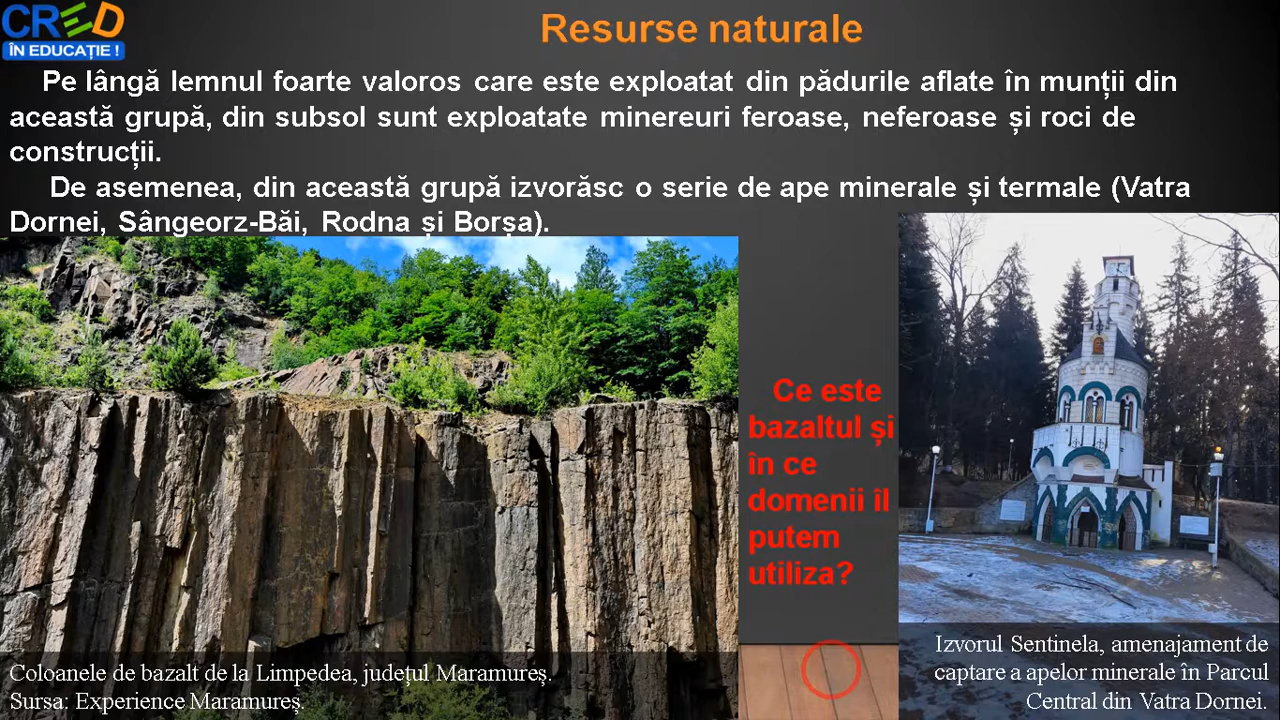 CRED
ÎN EDUCAȚIE !
Resurse naturale
Pe lângă lemnul foarte valoros care este exploatat din pădurile aflate în munții din
această grupă, din subsol sunt exploatate minereuri feroase, neferoase și roci de
construcții.
De asemenea, din această grupă izvorăsc o serie de ape minerale și termale (Vatra
Dornei, Sângeorz-Băi, Rodna și Borșa).
Ce este
bazaltul și
în ce
domenii îl
putem
utiliza?
Coloanele de bazalt de la Limpedea, județul Maramureș.
Sursa: Experience Maramureș.
Izvorul Sentinela, amenajament de
captare a apelor minerale în Parcul
Central din Vatra Dornei.